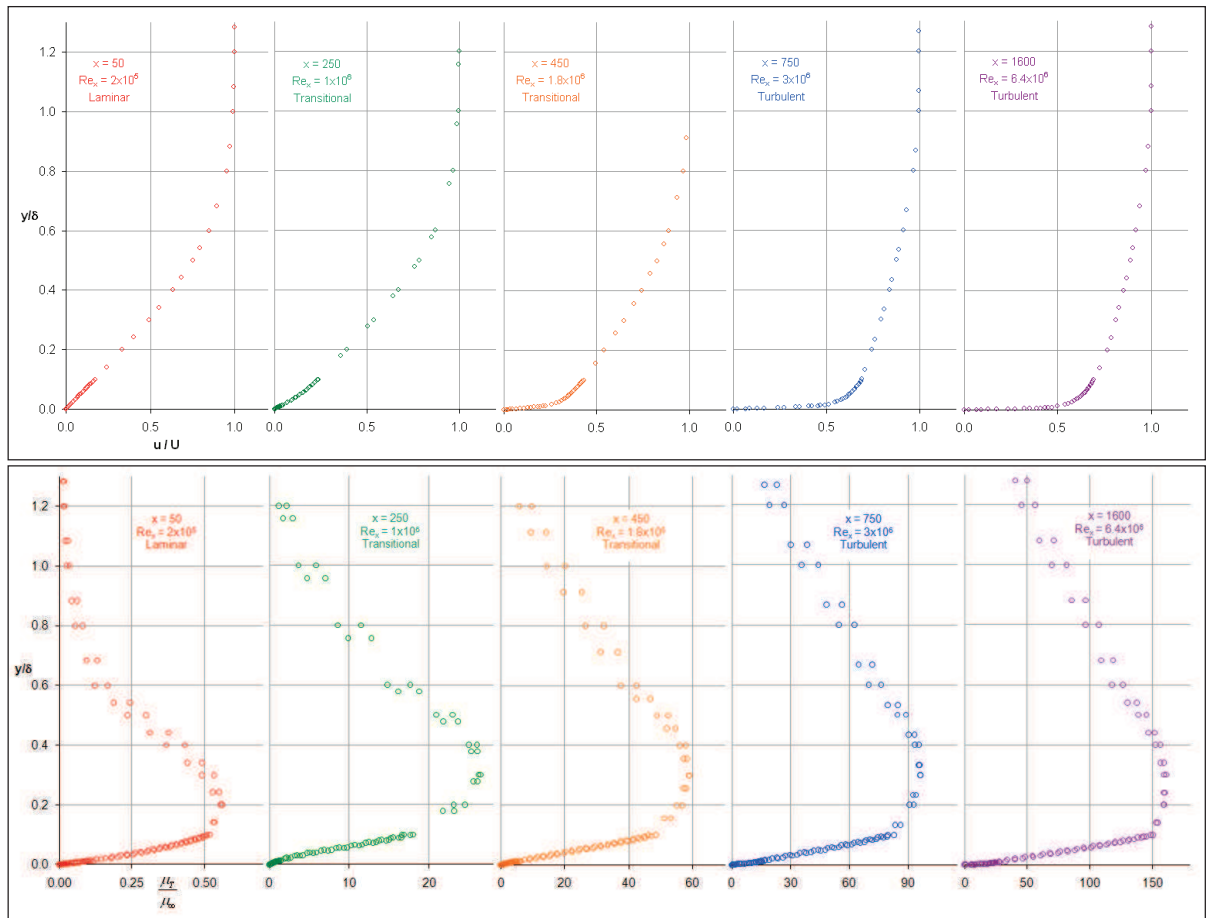 x = 50
Re_x = 2x10^5
Laminar
x = 250
Re_x = 1x10^6
Transitional
x = 450
Re_x = 1.8x10^6
Transitional
x = 750
Re_x = 3x10^6
Turbulent
x = 1600
Re_x = 6.4x10^6
Turbulent
1.2
1.0
0.8
y/δ
0.6
0.4
0.2
0.0
0.0 0.5 1.0 0.0 0.5 1.0 0.0 0.5 1.0 0.0 0.5 1.0 0.0 0.5 1.0
u / U
x = 50
Re_x = 2x10^5
Laminar
x = 250
Re_x = 1x10^6
Transitional
x = 450
Re_x = 1.8x10^6
Transitional
x = 750
Re_x = 3x10^6
Turbulent
x = 1600
Re_x = 6.4x10^6
Turbulent
1.2
1.0
0.8
y/δ
0.6
0.4
0.2
0.0
0.00 0.25 0.50 0 10 20 0 20 40 60 0 30 60 90 0 50 100 150
μ_T
μ_∞